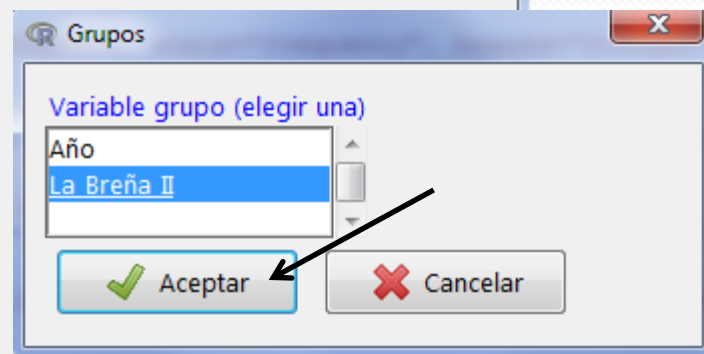 Grupos
Variable grupo (elegir una)
Año
La Breña II
Aceptar
Cancelar